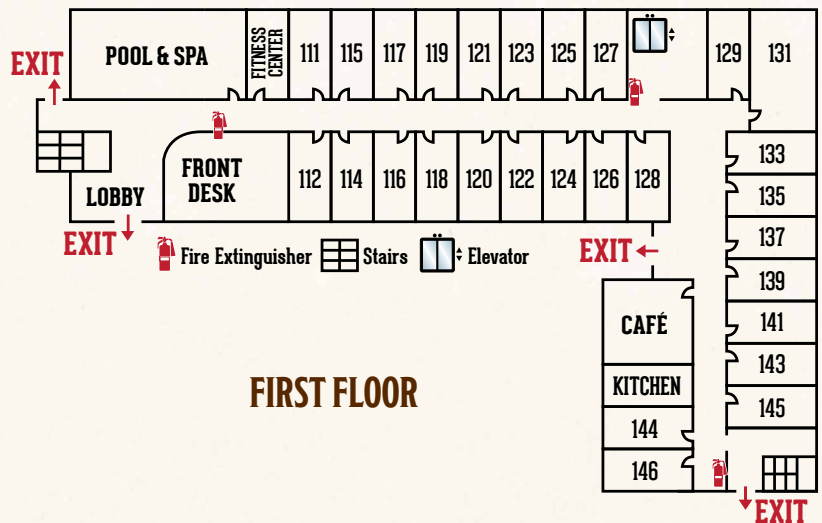 POOL & SPA
FITNESS
CENTER
111
115
117
119
121
123
125
127
129
131
EXIT
133
FRONT
DESK
112
114
116
118
120
122
124
126
128
135
LOBBY
EXIT
Fire Extinguisher
Stairs
Elevator
EXIT
137
139
CAFÉ
141
143
KITCHEN
FIRST FLOOR
145
144
146
EXIT